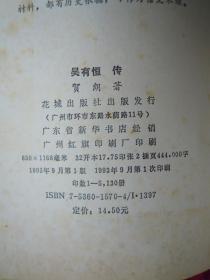 材料,
吴有恒 传
贺朗 著
花城出版社出版发行
(广州市环市东路水荫路11号)
广东省新华书店经销
广州红旗印刷厂印刷
850×1168毫米 32开本17.75印张2插页444,000字
1992年9月第1版 1992年9月第1次印刷
印数1—5,130册
ISBN 7-5360-1570-4/I·1397
定价:14.50元